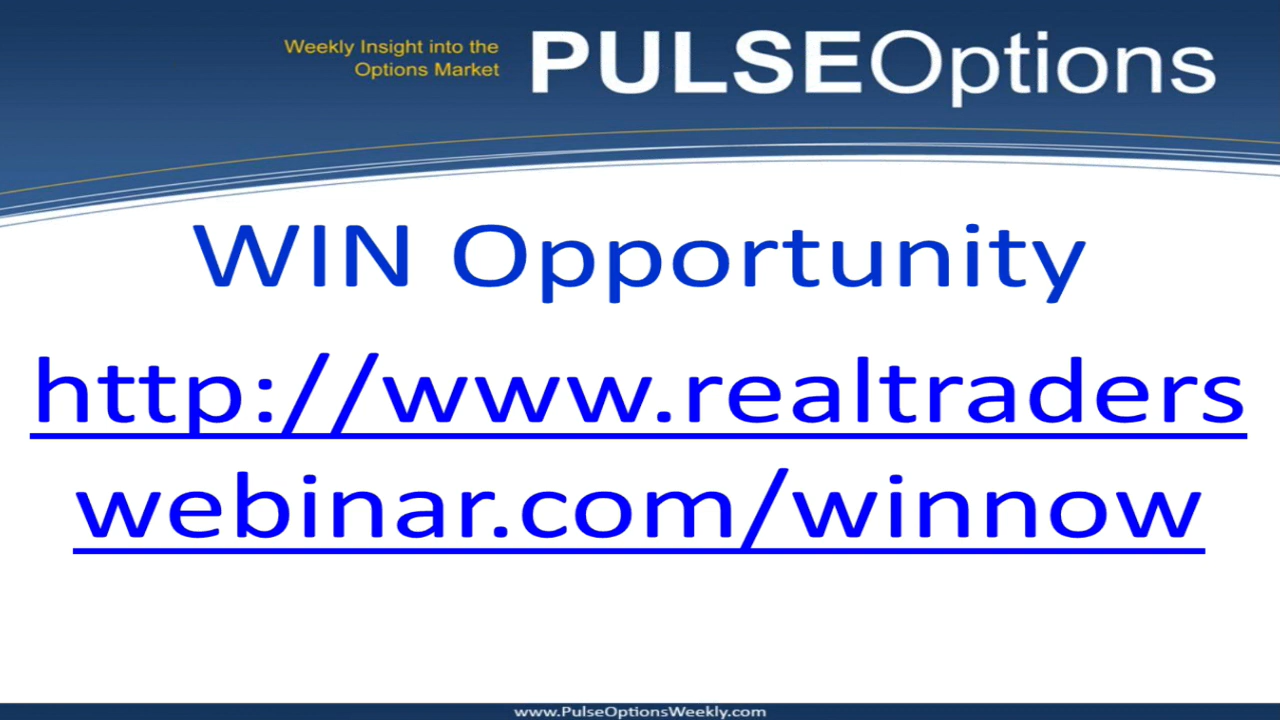 Weekly Insight into the
Options Market
PULSEOptions
WIN Opportunity
http://www.realtraders
webinar.com/winnow
www.PulseOptionsWeekly.com